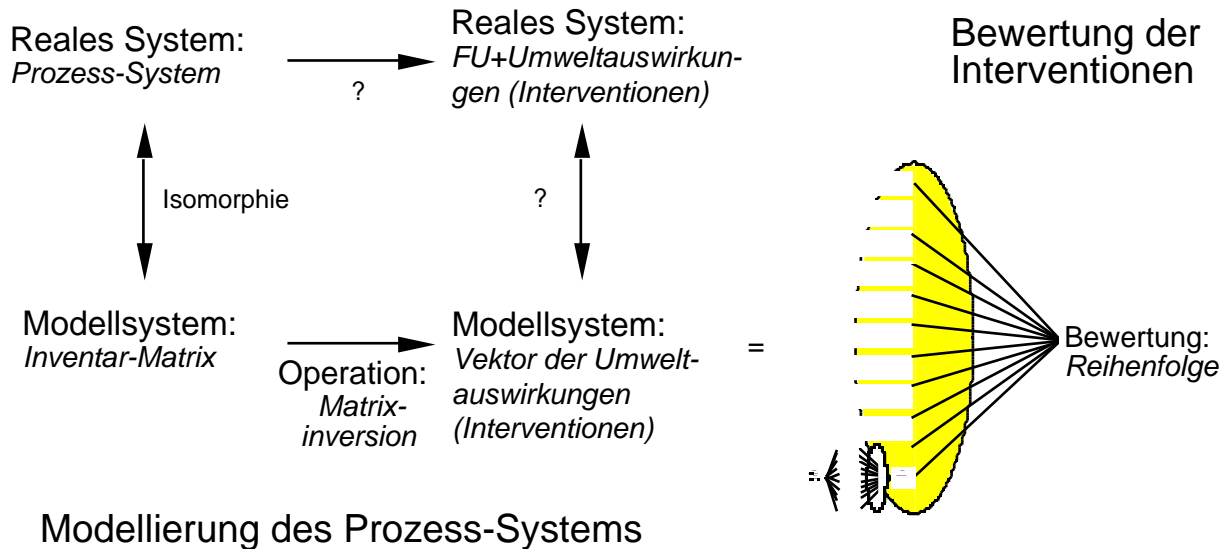 Reales System:
Prozess-System
?
Reales System:
FU+Umweltauswirkun-
gen (Interventionen)
Bewertung der
Interventionen
Isomorphie
?
Modellsystem:
Inventar-Matrix
Operation:
Matrix-
inversion
Modellsystem:
Vektor der Umwelt-
auswirkungen
(Interventionen)
=
Bewertung:
Reihenfolge
Modellierung des Prozess-Systems